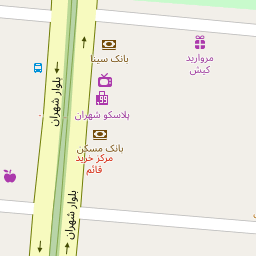 بانک سینا
مروارید
کیش
بلوار شهران
پلاسکو شهران
بانک مسکن
مرکز خرید
قائم
بلوار شهران